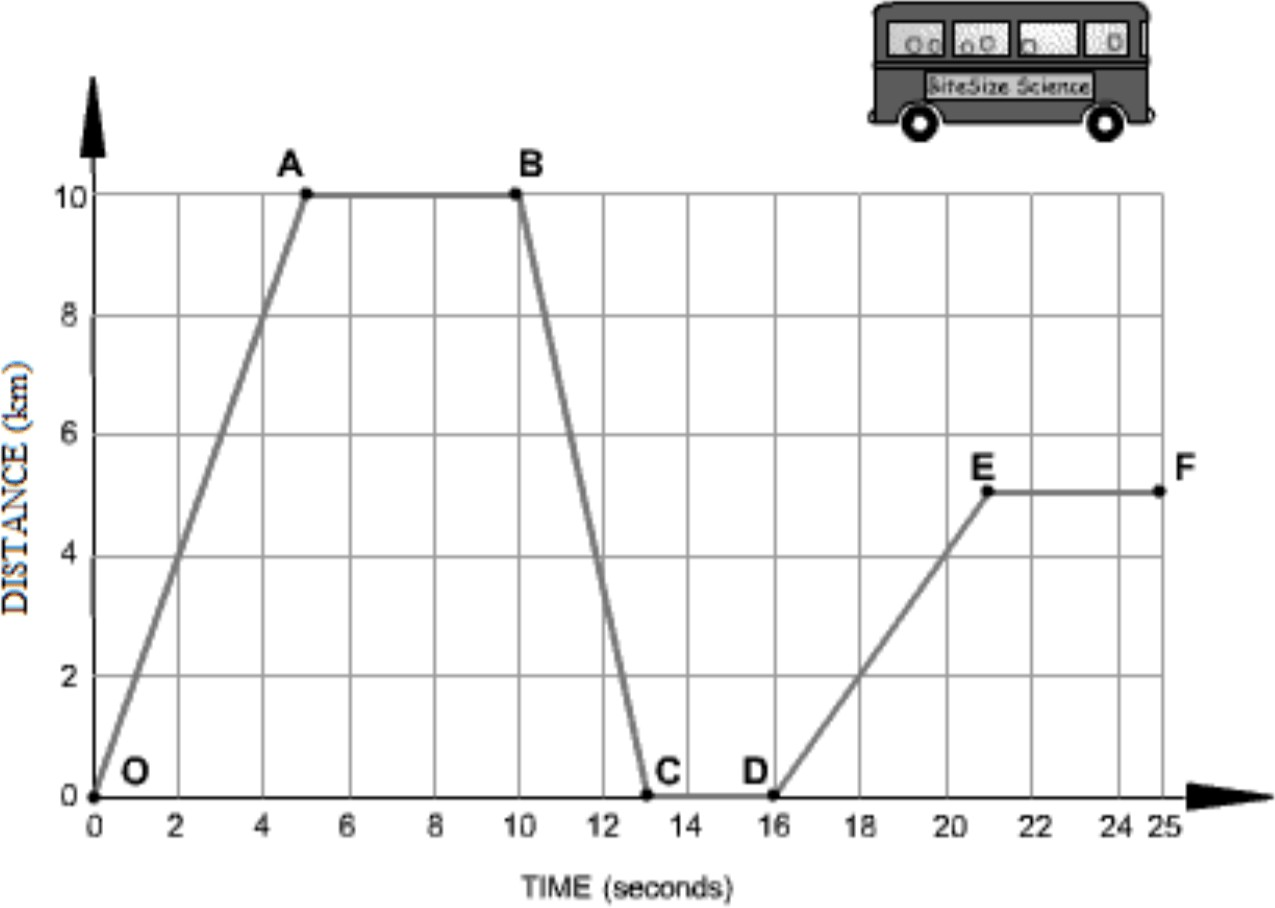 BiteSize Science
A B
10
8
6
4
2
0
E F
O C D
0 2 4 6 8 10 12 14 16 18 20 22 24 25
DISTANCE (km)
TIME (seconds)